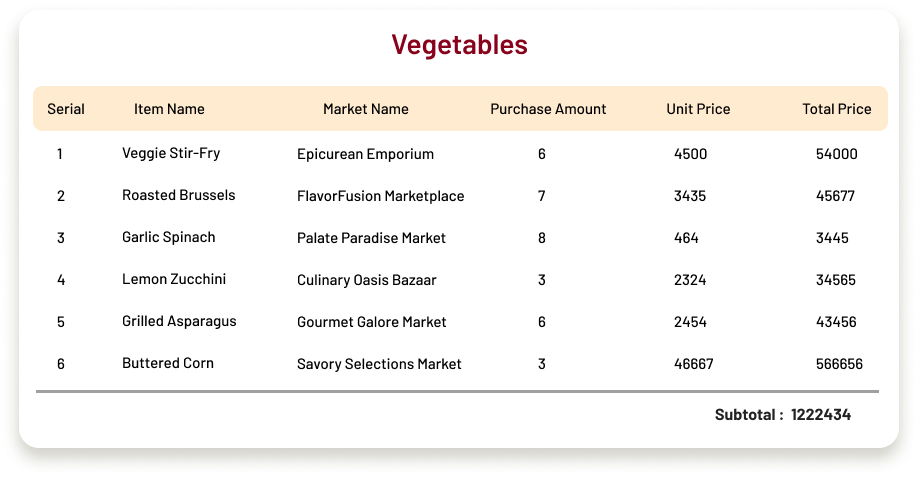 Vegetables
Serial Item Name Market Name Purchase Amount Unit Price Total Price
1 Veggie Stir-Fry Epicurean Emporium 6 4500 54000
2 Roasted Brussels FlavorFusion Marketplace 7 3435 45677
3 Garlic Spinach Palate Paradise Market 8 464 3445
4 Lemon Zucchini Culinary Oasis Bazaar 3 2324 34565
5 Grilled Asparagus Gourmet Galore Market 6 2454 43456
6 Buttered Corn Savory Selections Market 3 46667 566656
Subtotal : 1222434